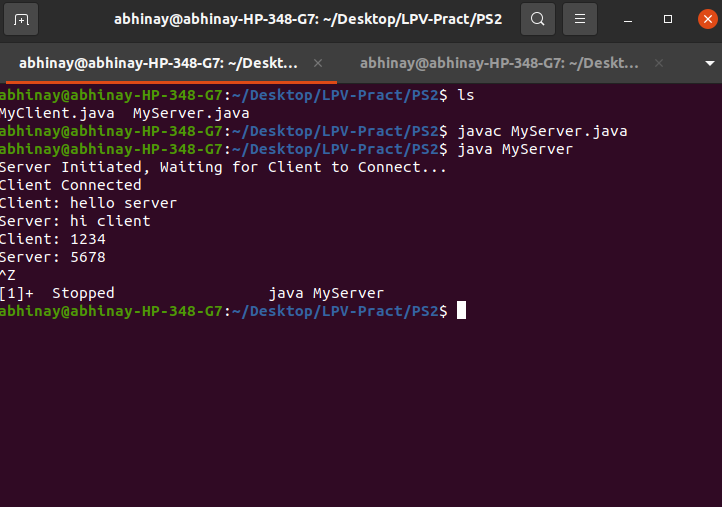 abhinay@abhinay-HP-348-G7: ~/Desktop/LPV-Pract/PS2
abhinay@abhinay-HP-348-G7: ~/Deskt... abhinay@abhinay-HP-348-G7: ~/Deskt...
abhinay@abhinay-HP-348-G7:~/Desktop/LPV-Pract/PS2$ ls
MyClient.java  MyServer.java
abhinay@abhinay-HP-348-G7:~/Desktop/LPV-Pract/PS2$ javac MyServer.java
abhinay@abhinay-HP-348-G7:~/Desktop/LPV-Pract/PS2$ java MyServer
Server Initiated, Waiting for Client to Connect...
Client Connected
Client: hello server
Server: hi client
Client: 1234
Server: 5678
^Z
[1]+  Stopped                 java MyServer
abhinay@abhinay-HP-348-G7:~/Desktop/LPV-Pract/PS2$